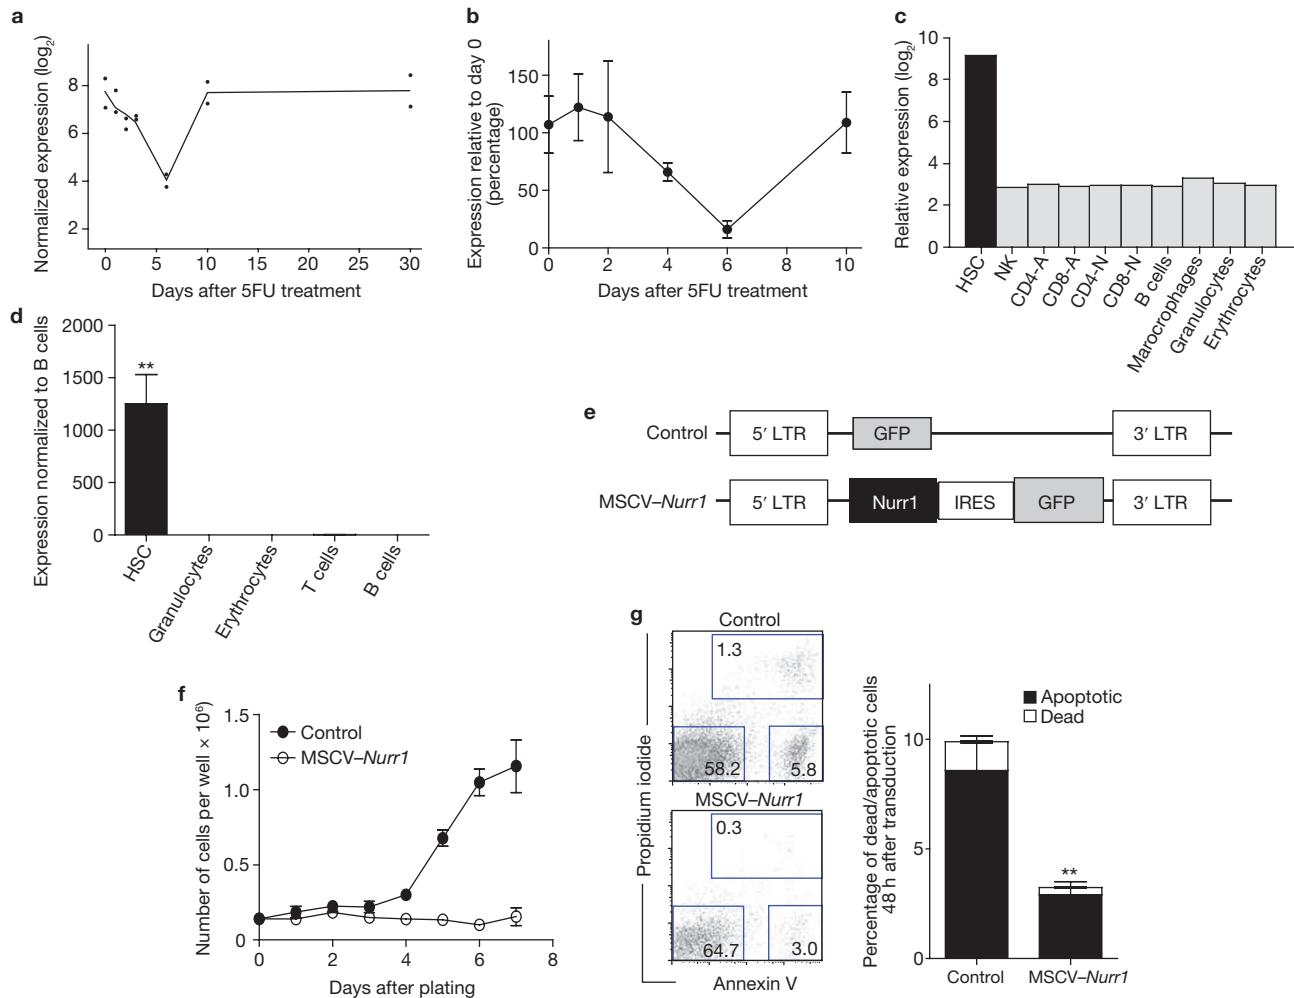 a
Normalized expression (log2)
8
6
4
2
0 5 10 15 20 25 30
Days after 5FU treatment
b
Expression relative to day 0
(percentage)
150
100
50
0
0 2 4 6 8 10
Days after 5FU treatment
c
Relative expression (log2)
10
8
6
4
2
0
HSC
NK
CD4-A
CD8-A
CD4-N
CD8-N
B cells
Marocrophages
Granulocytes
Erythrocytes
d
Expression normalized to B cells
2000
1500
1000
500
0
**
HSC
Granulocytes
Erythrocytes
T cells
B cells
e
Control 5′ LTR GFP 3′ LTR
MSCV–Nurr1 5′ LTR Nurr1 IRES GFP 3′ LTR
f
Number of cells per well × 10⁶)
1.5
1.0
0.5
0
Control
MSCV–Nurr1
0 2 4 6 8
Days after plating
g
Control
1.3
58.2 5.8
MSCV–Nurr1
0.3
64.7 3.0
Propidium iodide
Annexin V
Percentage of dead/apoptotic cells
48 h after transduction
10
5
0
Apoptotic
Dead
**
Control MSCV–Nurr1